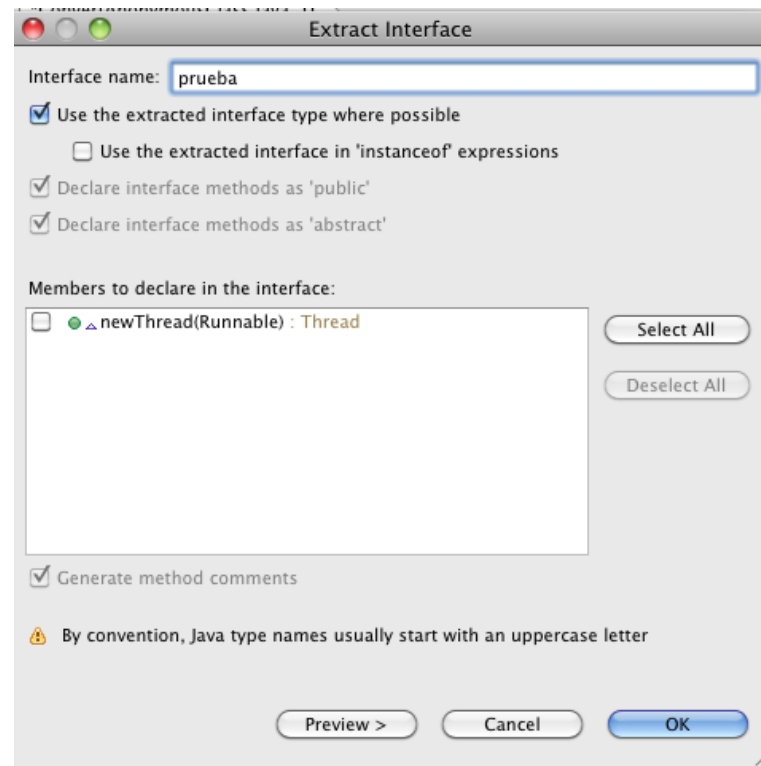 Extract Interface
Interface name: prueba
Use the extracted interface type where possible
Use the extracted interface in 'instanceof' expressions
Declare interface methods as 'public'
Declare interface methods as 'abstract'
Members to declare in the interface:
newThread(Runnable) : Thread
Select All
Deselect All
Generate method comments
By convention, Java type names usually start with an uppercase letter
Preview >
Cancel
OK